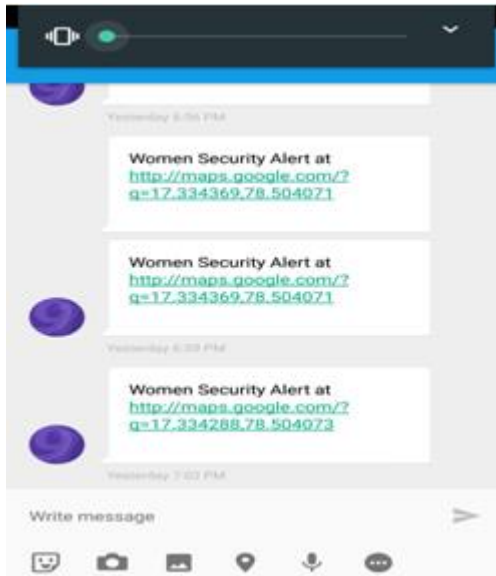 Yesterday 6:56 PM
Women Security Alert at
http://maps.google.com/?
q=17.334369,78.504071
Women Security Alert at
http://maps.google.com/?
q=17.334369,78.504071
Yesterday 6:59 PM
Women Security Alert at
http://maps.google.com/?
q=17.334288,78.504073
Yesterday 7:03 PM
Write message